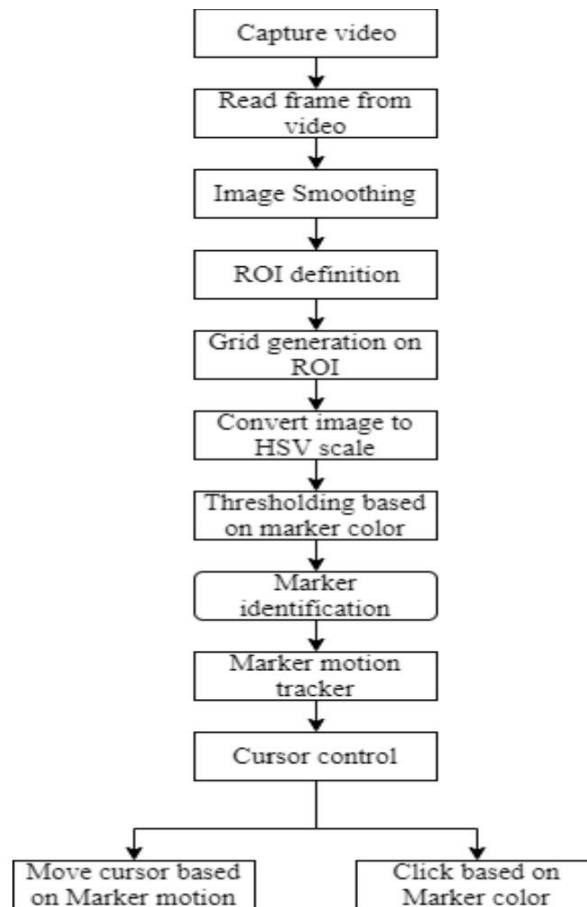 Capture video
Read frame from
video
Image Smoothing
ROI definition
Grid generation on
ROI
Convert image to
HSV scale
Thresholding based
on marker color
Marker
identification
Marker motion
tracker
Cursor control
Move cursor based
on Marker motion
Click based on
Marker color